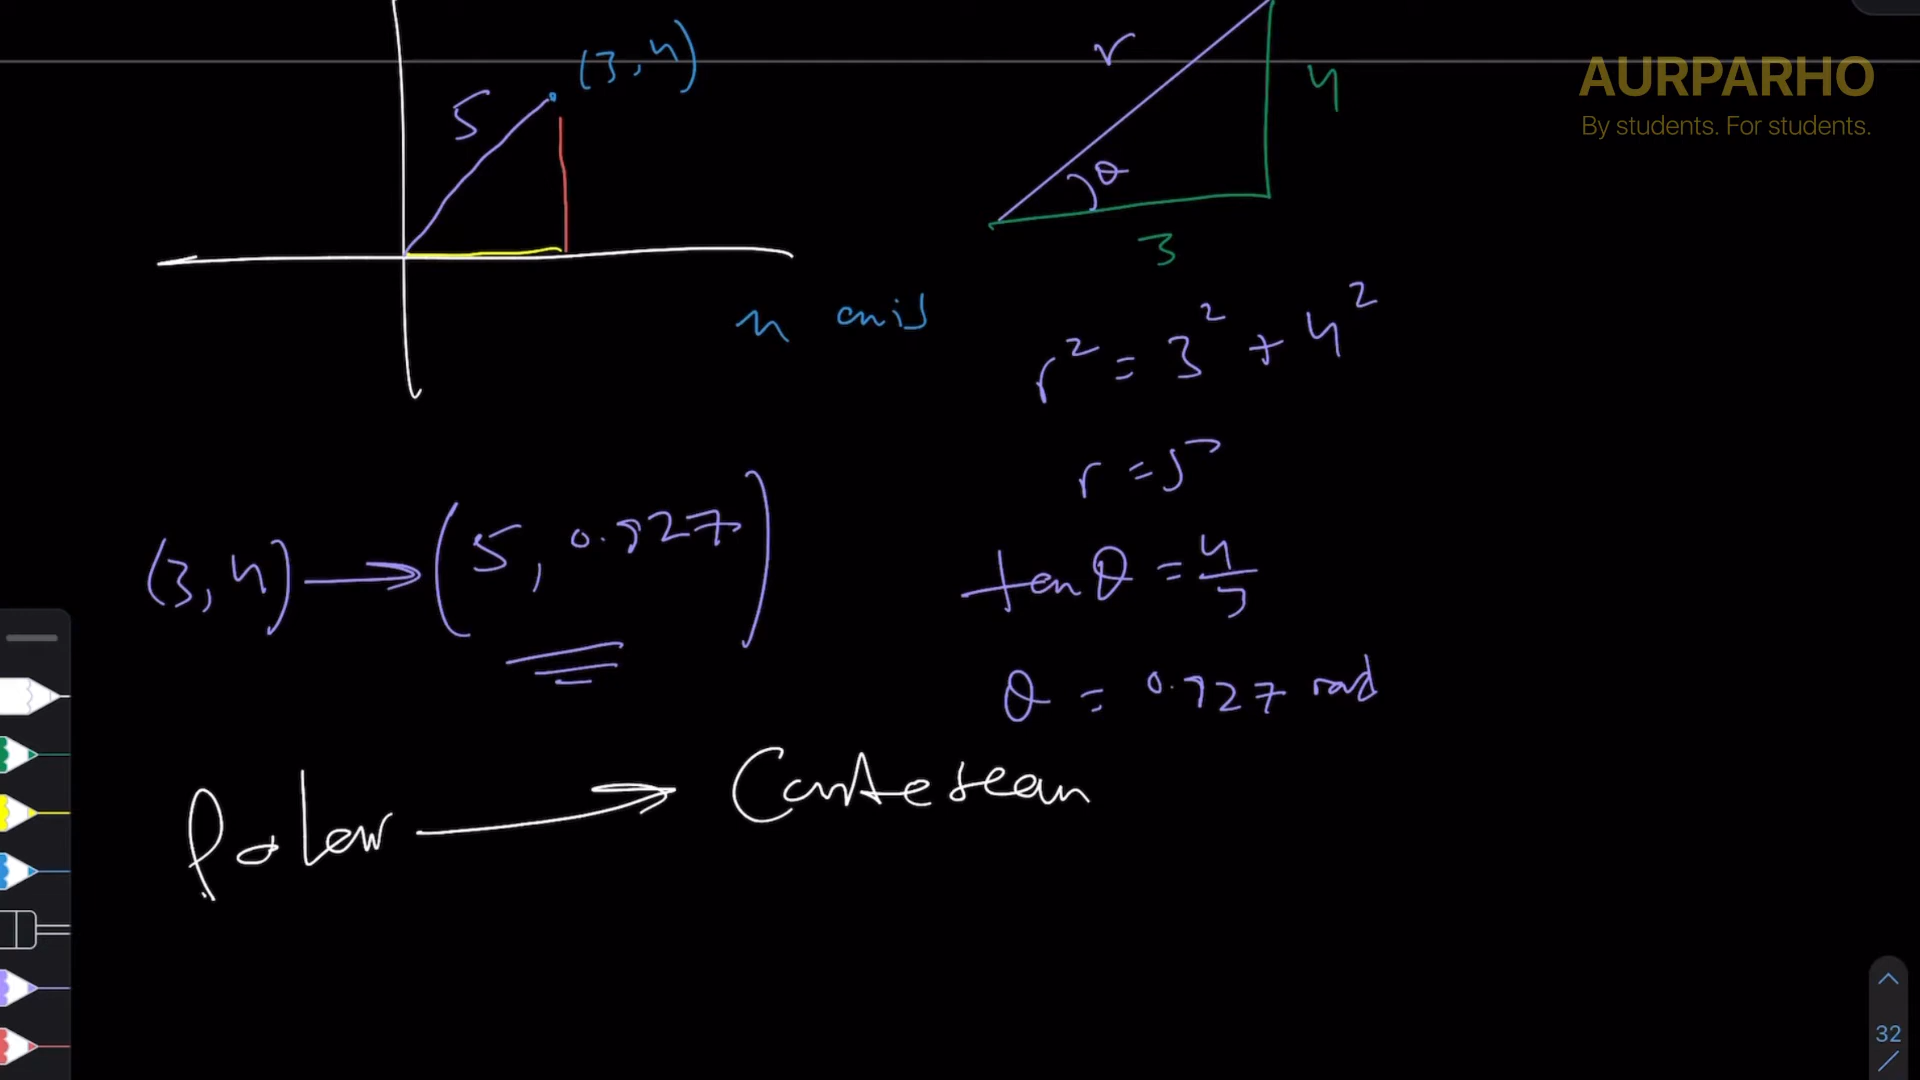 AURPARHO
By students. For students.
(3,4)
5
r
4
θ
3
x axis
r² = 3² + 4²
r = 5
(3,4) → (5, 0.927)
tan θ = 4/3
θ = 0.927 rad
Polar → Cartesean
32